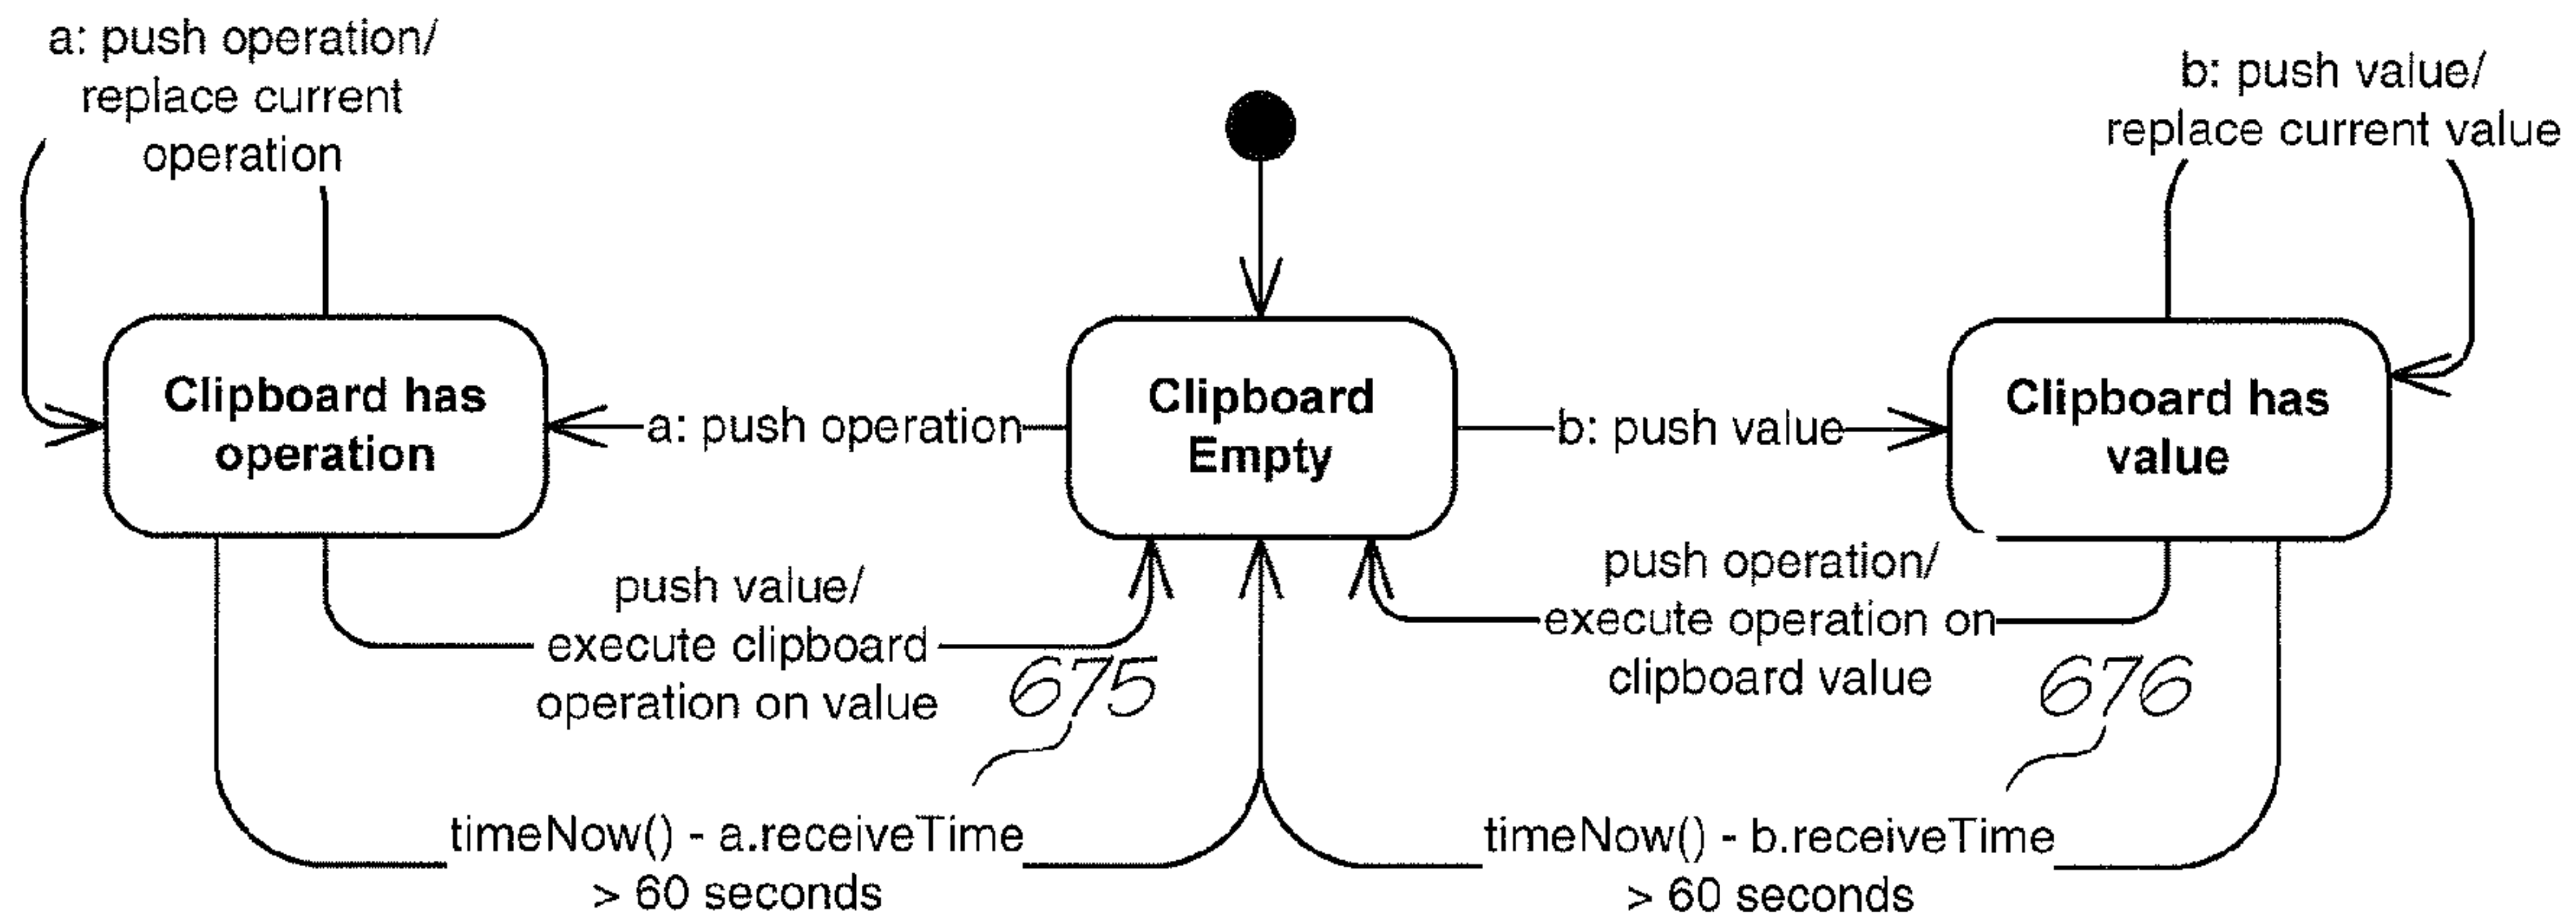 a: push operation/
replace current
operation
b: push value/
replace current value
Clipboard has
operation
a: push operation
Clipboard
Empty
b: push value
Clipboard has
value
push value/
execute clipboard
operation on value
675
push operation/
execute operation on
clipboard value
676
timeNow() - a.receiveTime
> 60 seconds
timeNow() - b.receiveTime
> 60 seconds